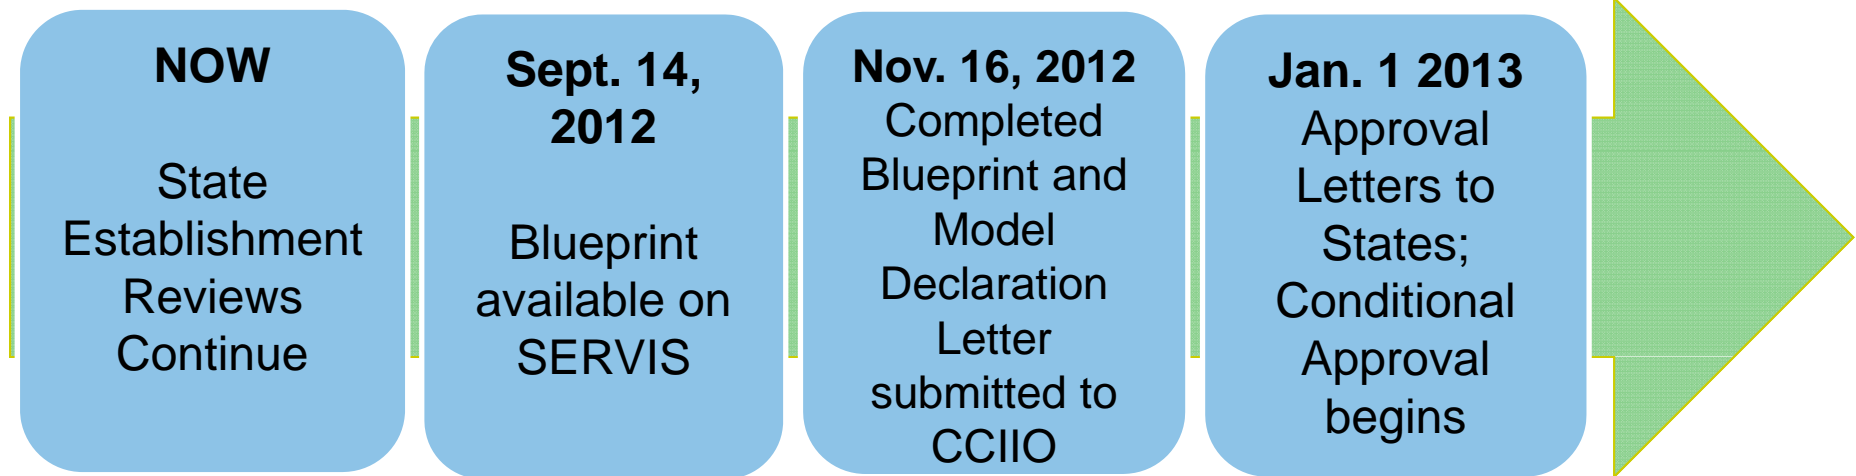 NOW
State
Establishment
Reviews
Continue
Sept. 14,
2012
Blueprint
available on
SERVIS
Nov. 16, 2012
Completed
Blueprint and
Model
Declaration
Letter
submitted to
CCIIO
Jan. 1 2013
Approval
Letters to
States;
Conditional
Approval
begins